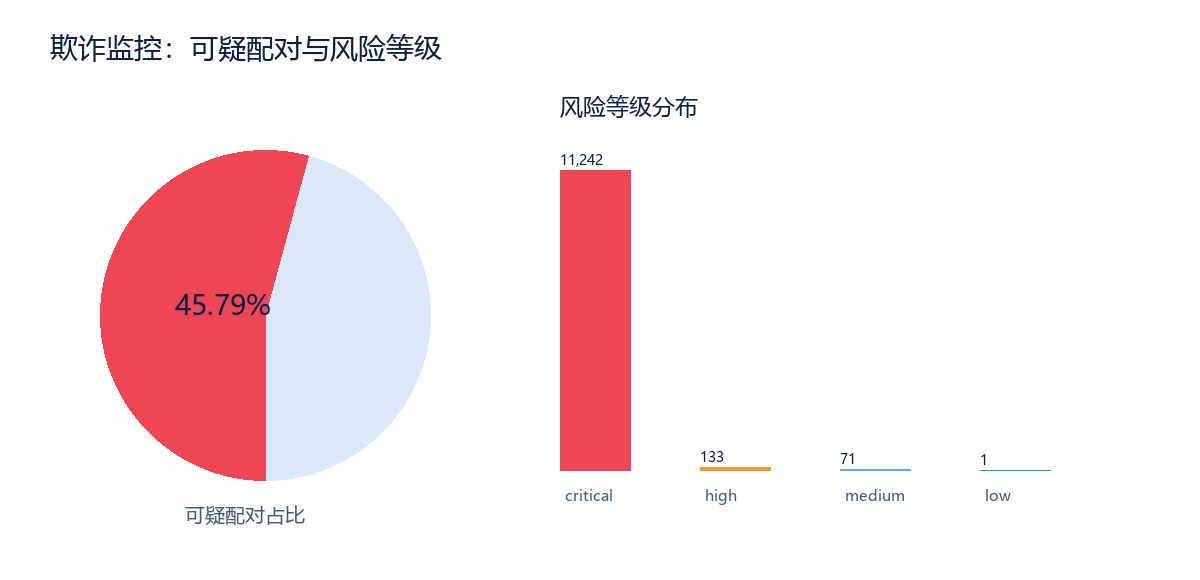 欺诈监控：可疑配对与风险等级
45.79%
可疑配对占比
风险等级分布
11,242
133
71
1
critical
high
medium
low